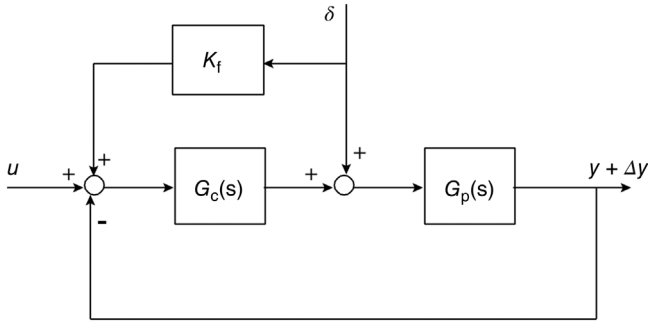 δ
K_f
+
+
u
+
+
y + Δy
G_c(s)
G_p(s)
-